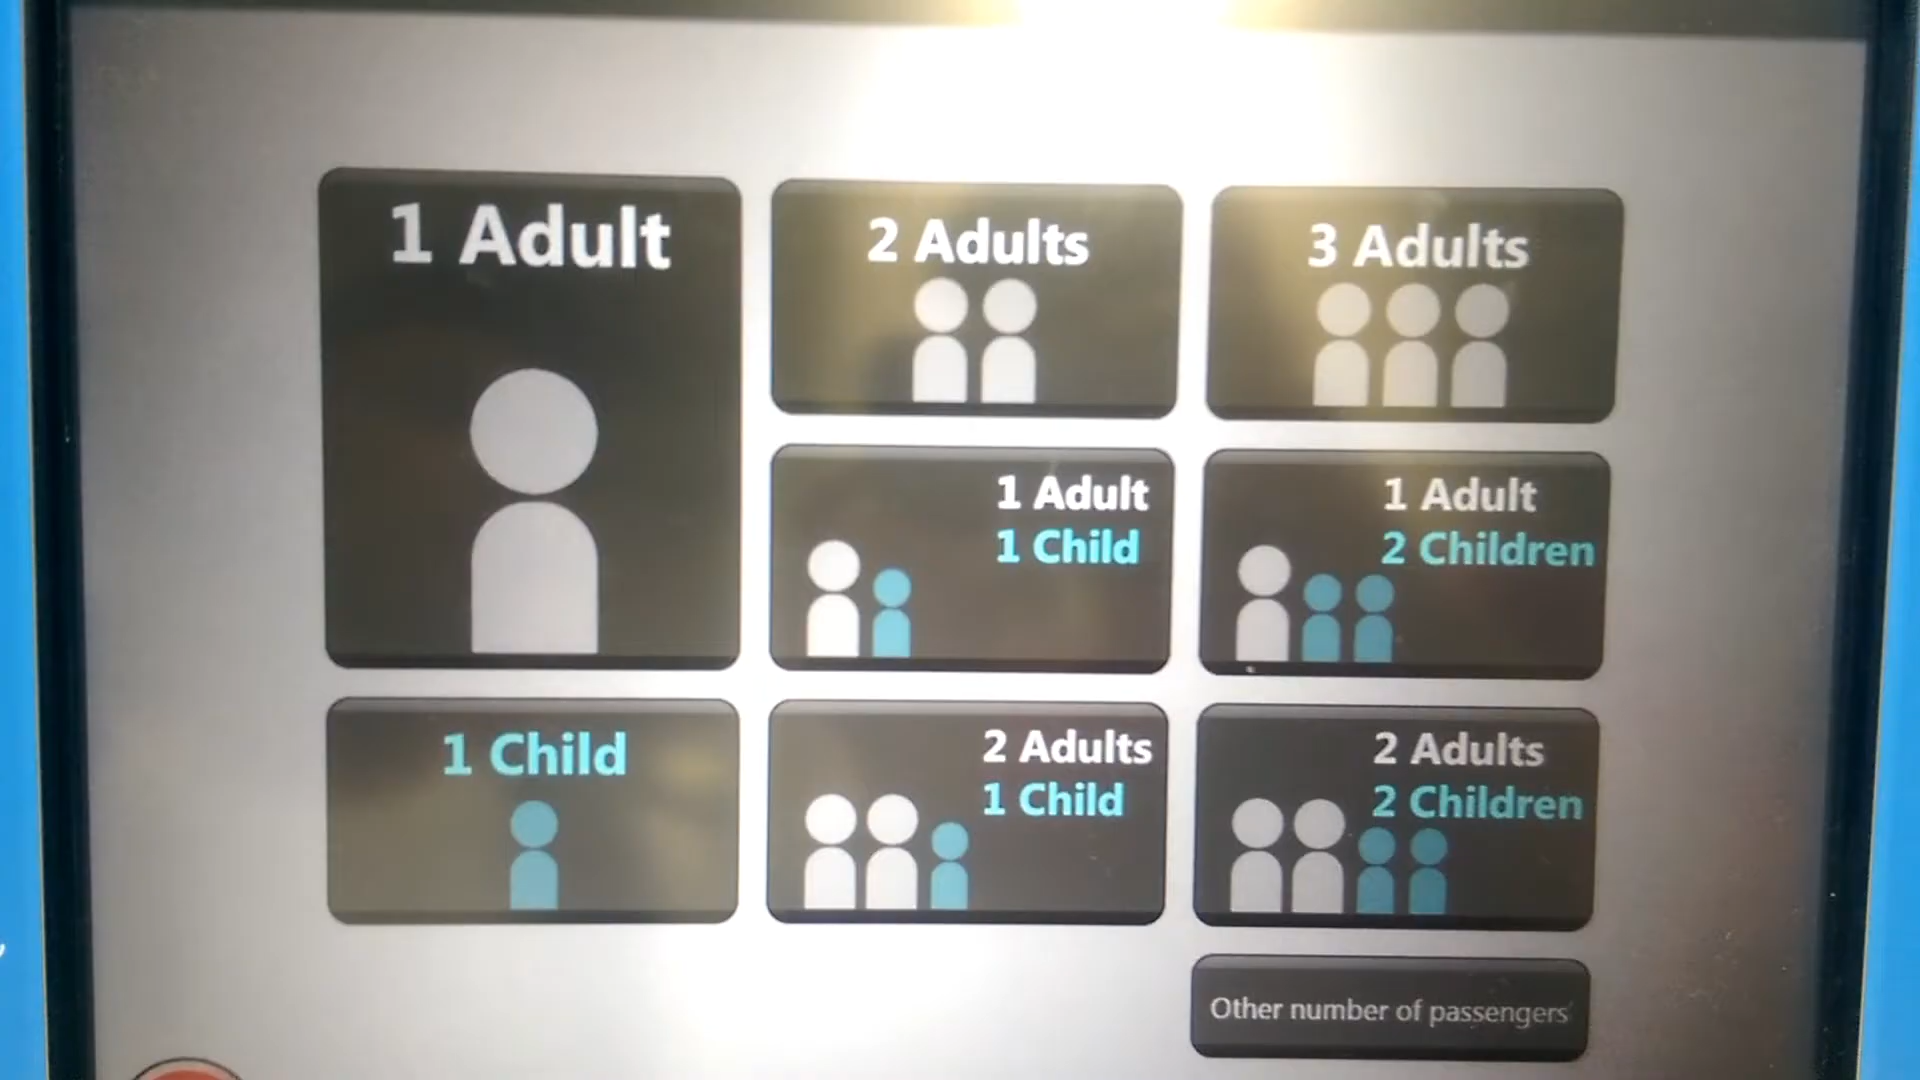 1 Adult
2 Adults
3 Adults
1 Adult
1 Child
1 Adult
2 Children
1 Child
2 Adults
1 Child
2 Adults
2 Children
Other number of passengers